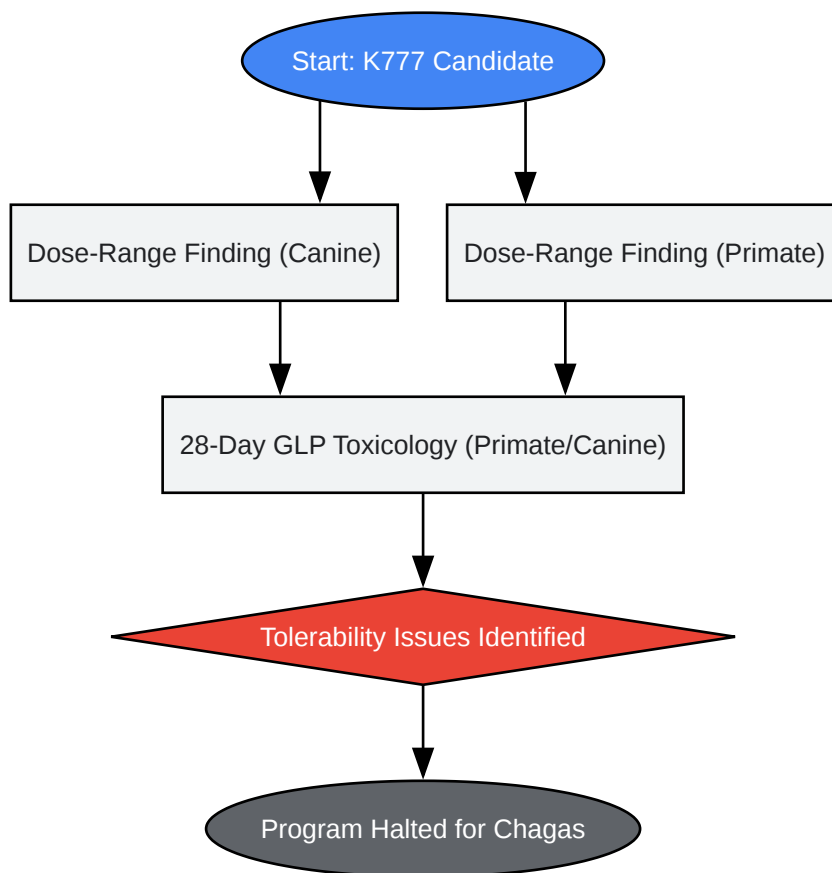 Start: K777 Candidate
Dose-Range Finding (Canine)
Dose-Range Finding (Primate)
28-Day GLP Toxicology (Primate/Canine)
Tolerability Issues Identified
Program Halted for Chagas